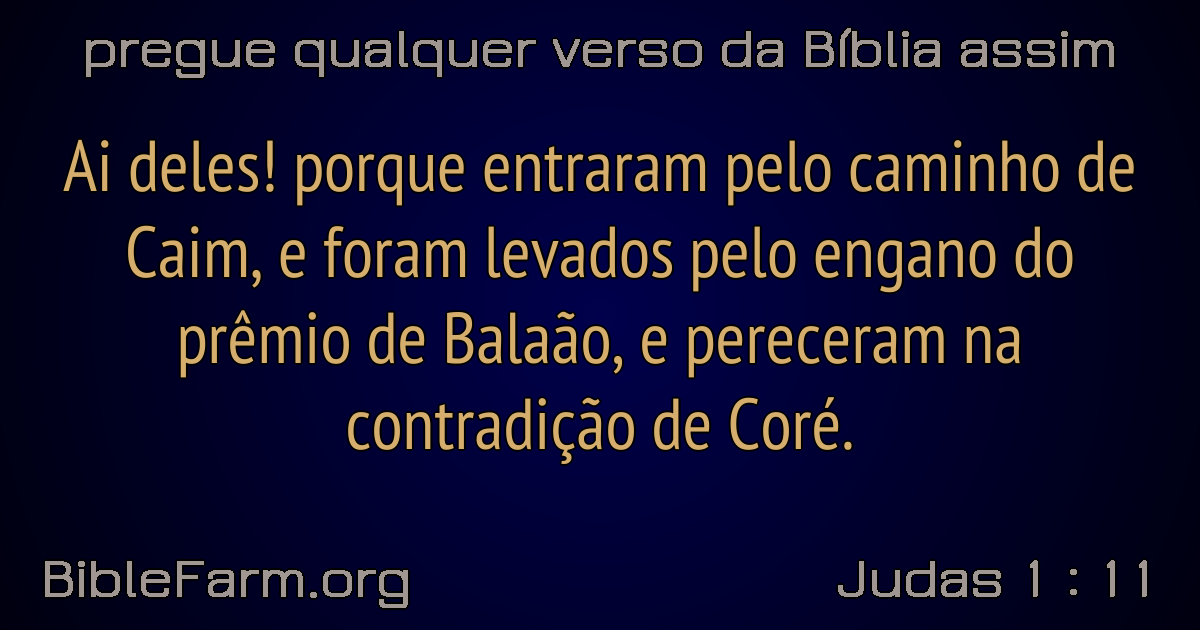 pregue qualquer verso da Bíblia assim
Ai deles! porque entraram pelo caminho de
Caim, e foram levados pelo engano do
prêmio de Balaão, e pereceram na
contradição de Coré.
BibleFarm.org
Judas 1 : 11